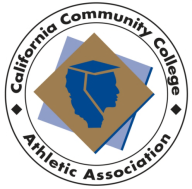 California Community College
Athletic Association